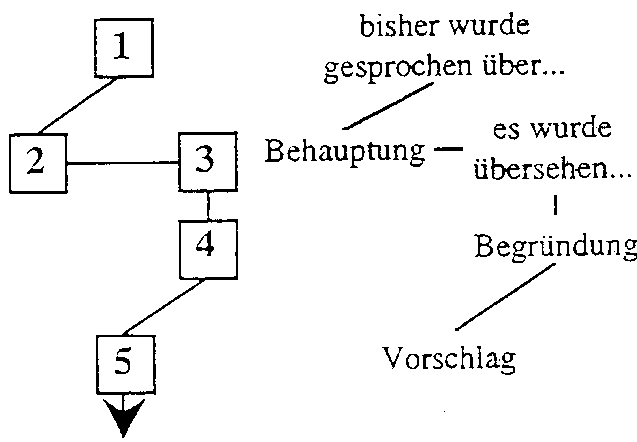 1
bisher wurde
gesprochen über...
2
3
Behauptung
es wurde
übersehen...
4
Begründung
5
Vorschlag